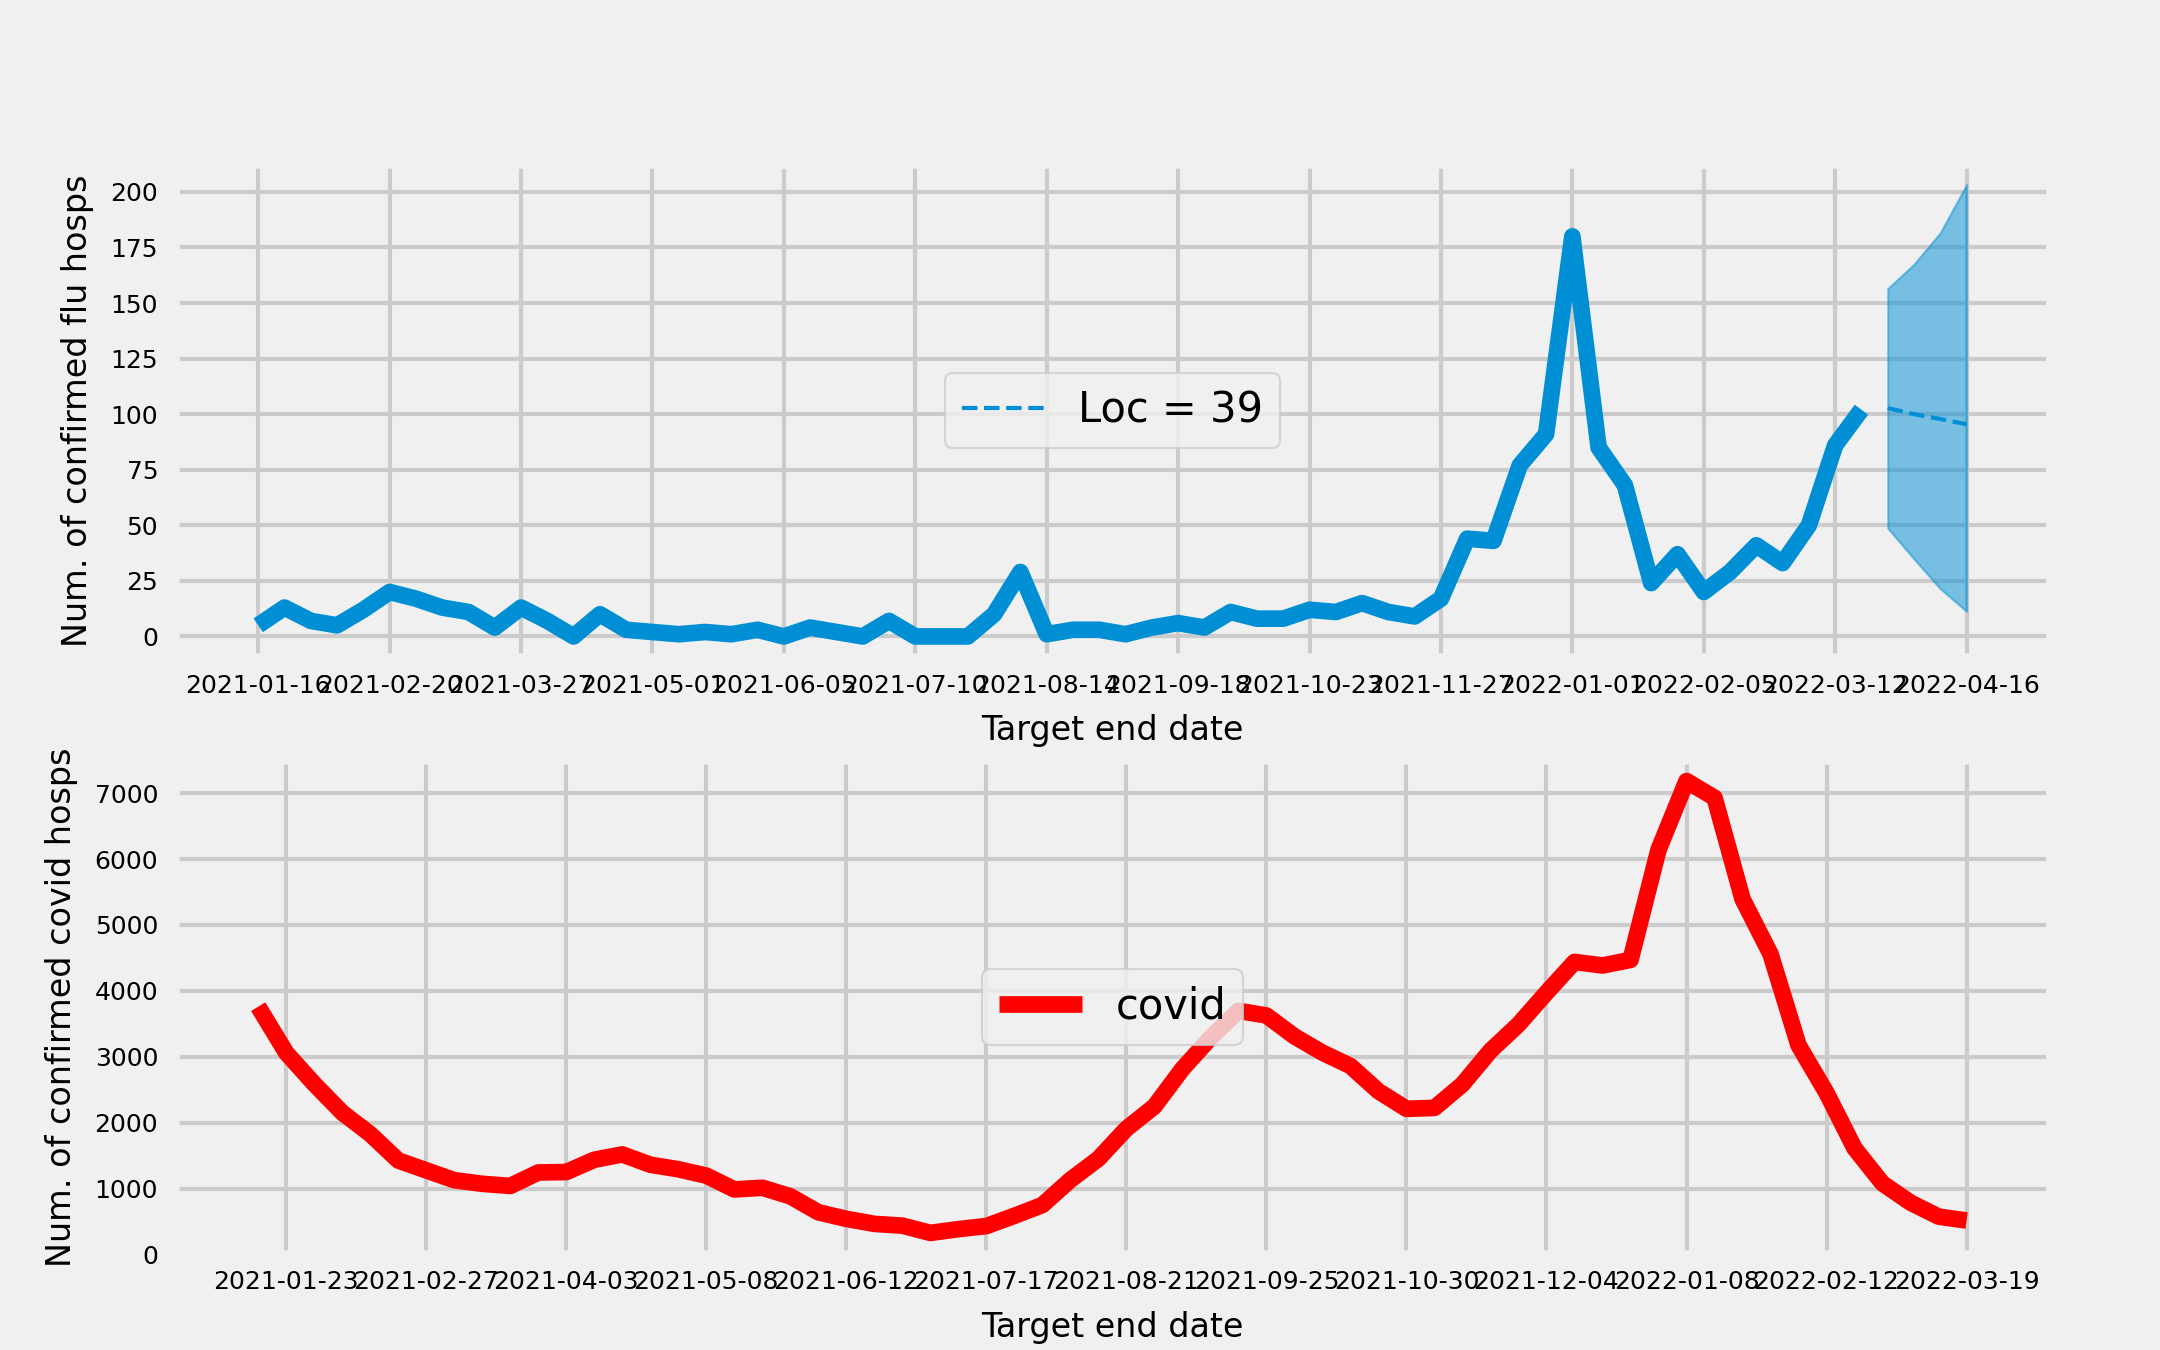 Num. of confirmed flu hosps
200
175
150
125
100
75
50
25
0
Loc = 39
2021-01-16 2021-02-20 2021-03-27 2021-05-01 2021-06-05 2021-07-10 2021-08-14 2021-09-18 2021-10-23 2021-11-27 2022-01-01 2022-02-05 2022-03-12 2022-04-16
Target end date
Num. of confirmed covid hosps
7000
6000
5000
4000
3000
2000
1000
0
covid
2021-01-23 2021-02-27 2021-04-03 2021-05-08 2021-06-12 2021-07-17 2021-08-21 2021-09-25 2021-10-30 2021-12-04 2022-01-08 2022-02-12 2022-03-19
Target end date